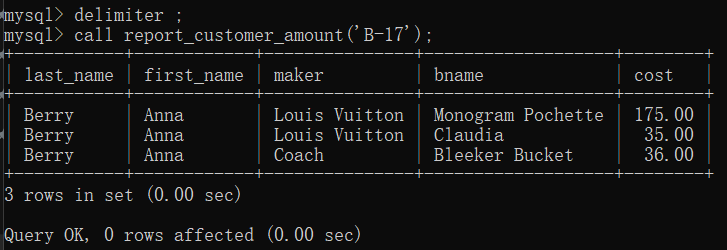 mysql> delimiter ;
mysql> call report_customer_amount('B-17');
+-----------+------------+---------------+-------------------+--------+
| last_name | first_name | maker | bname | cost |
+-----------+------------+---------------+-------------------+--------+
| Berry | Anna | Louis Vuitton | Monogram Pochette | 175.00 |
| Berry | Anna | Louis Vuitton | Claudia | 35.00 |
| Berry | Anna | Coach | Bleeker Bucket | 36.00 |
+-----------+------------+---------------+-------------------+--------+
3 rows in set (0.00 sec)
Query OK, 0 rows affected (0.00 sec)